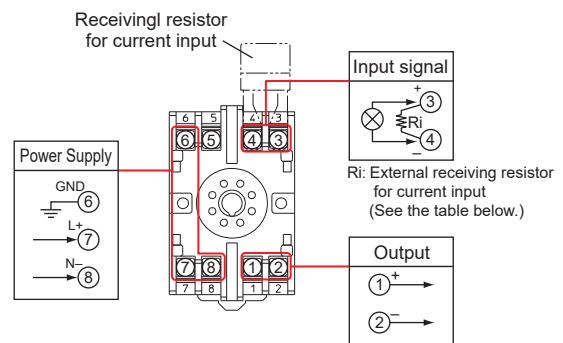 Receivingl resistor
for current input
Input signal
+
③
Ri
④
–
Ri: External receiving resistor
for current input
(See the table below.)
6 5 4 3
⑥ ⑤ ④ ③
Power Supply
GND
⑥
L+
⑦
N–
⑧
⑦ ⑧ ① ②
7 8 1 2
Output
① +
② –